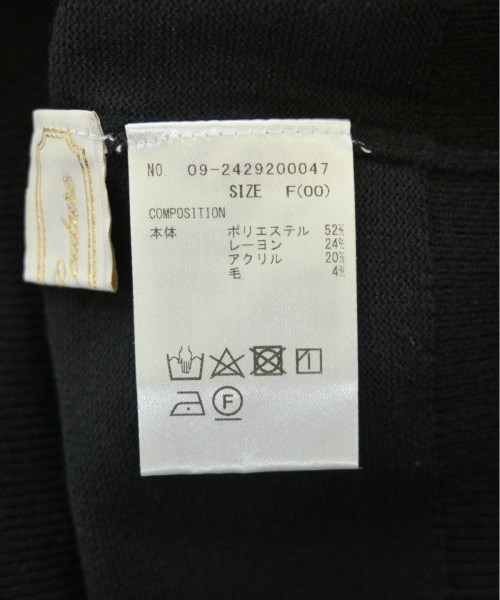 NO. 09-2429200047
SIZE F(00)
COMPOSITION
本体 ポリエステル 52%
レーヨン 24%
アクリル 20%
毛 4%
F